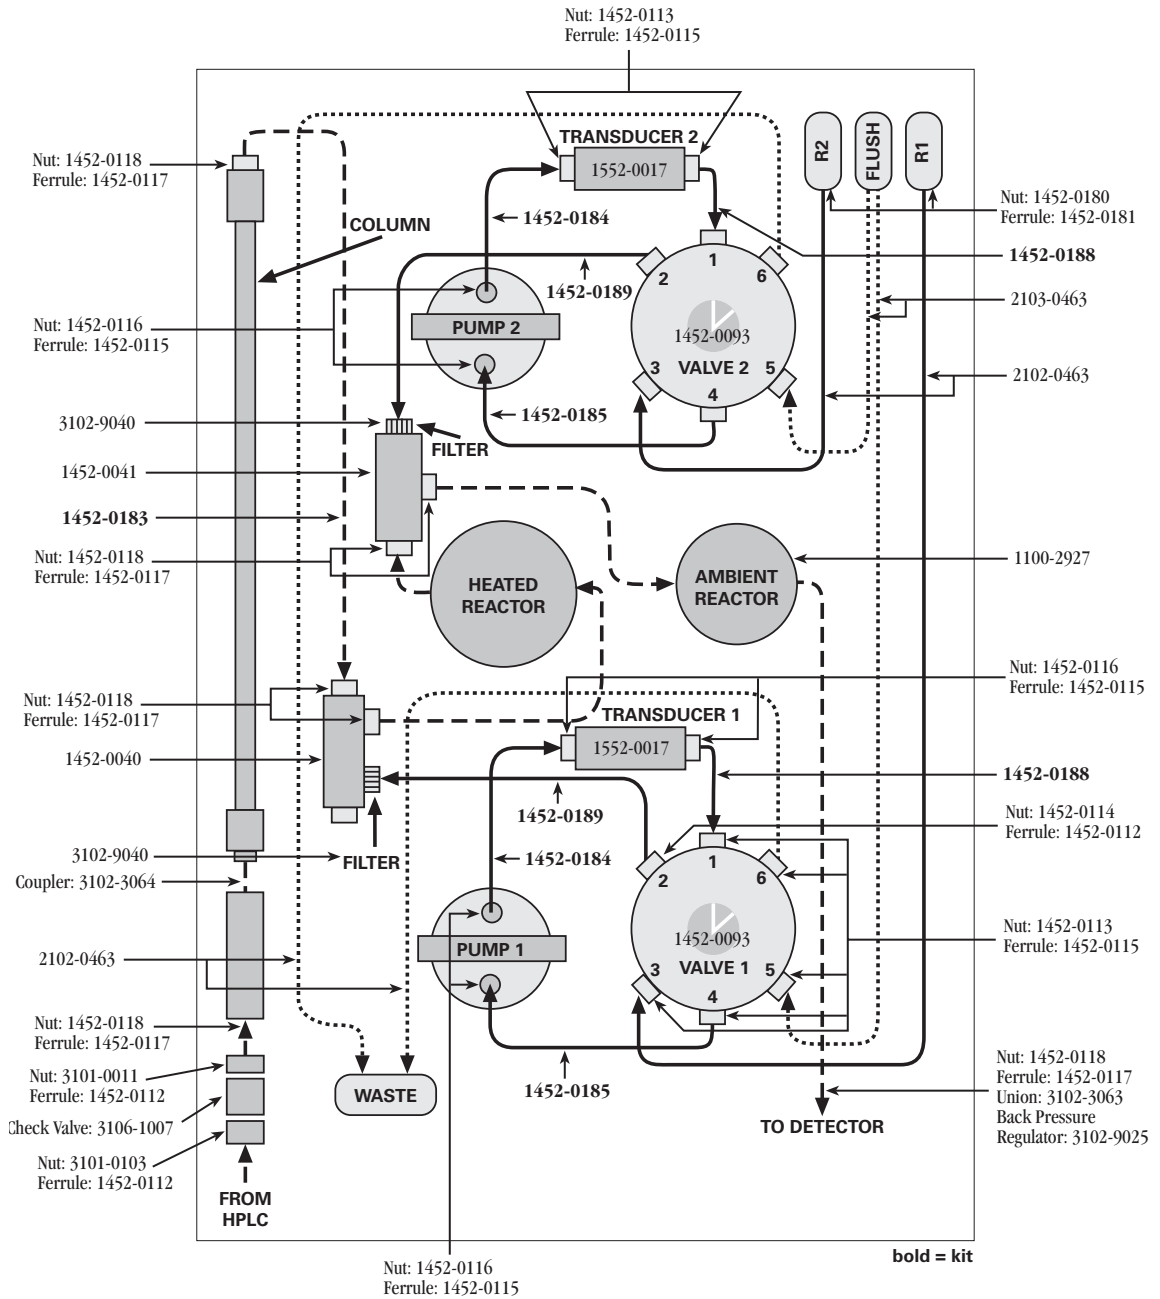 Nut: 1452-0113
Ferrule: 1452-0115
TRANSDUCER 2
1552-0017
R2
FLUSH
R1
Nut: 1452-0118
Ferrule: 1452-0117
COLUMN
1452-0184
Nut: 1452-0180
Ferrule: 1452-0181
1452-0188
1
2
6
1452-0189
2103-0463
Nut: 1452-0116
Ferrule: 1452-0115
PUMP 2
1452-0093
VALVE 2
3
5
4
2102-0463
1452-0185
3102-9040
FILTER
1452-0041
1452-0183
Nut: 1452-0118
Ferrule: 1452-0117
HEATED
REACTOR
AMBIENT
REACTOR
1100-2927
Nut: 1452-0116
Ferrule: 1452-0115
Nut: 1452-0118
Ferrule: 1452-0117
TRANSDUCER 1
1552-0017
1452-0040
1452-0188
1452-0189
Nut: 1452-0114
Ferrule: 1452-0112
3102-9040
FILTER
1452-0184
1
2
6
Coupler: 3102-3064
Nut: 1452-0113
Ferrule: 1452-0115
PUMP 1
1452-0093
VALVE 1
3
5
4
2102-0463
Nut: 1452-0118
Ferrule: 1452-0117
Nut: 3101-0011
Ferrule: 1452-0112
WASTE
1452-0185
Nut: 1452-0118
Ferrule: 1452-0117
Union: 3102-3063
Back Pressure
Regulator: 3102-9025
Check Valve: 3106-1007
TO DETECTOR
Nut: 3101-0103
Ferrule: 1452-0112
FROM
HPLC
bold = kit
Nut: 1452-0116
Ferrule: 1452-0115